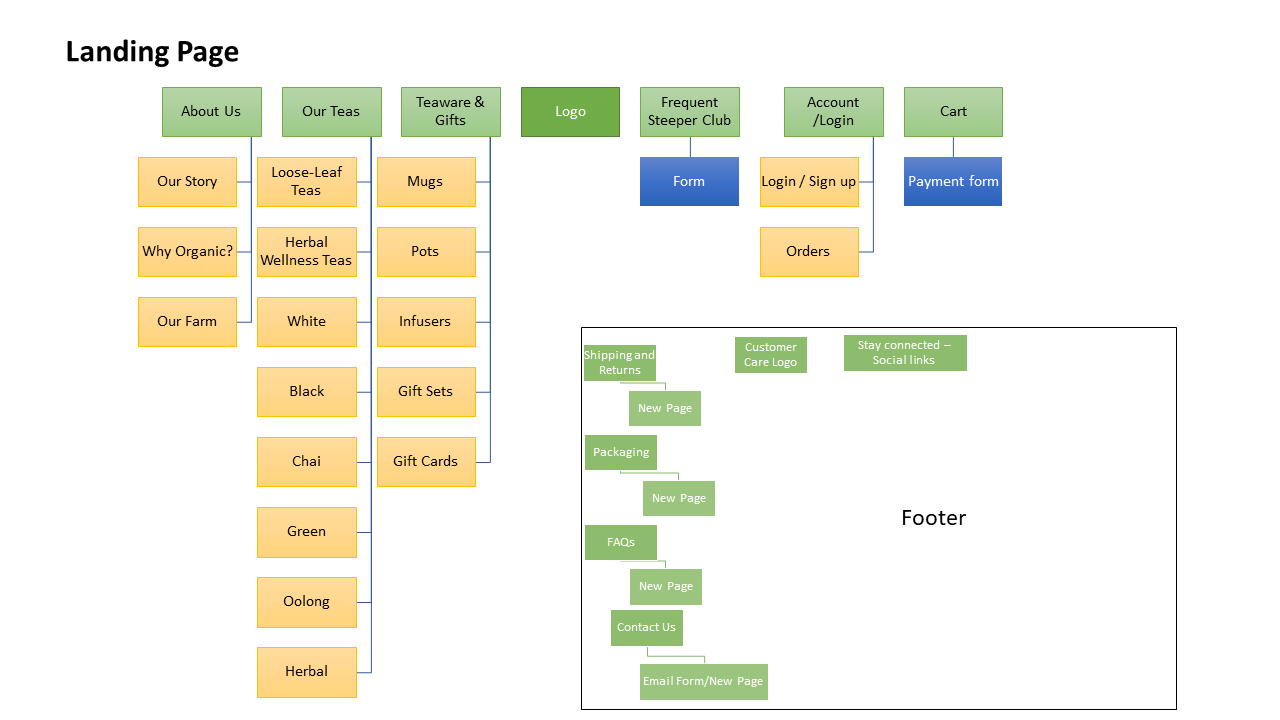 Landing Page
About Us
Our Teas
Teaware &
Gifts
Logo
Frequent
Steeper Club
Account
/Login
Cart
Our Story
Why Organic?
Our Farm
Loose-Leaf
Teas
Herbal
Wellness Teas
White
Black
Chai
Green
Oolong
Herbal
Mugs
Pots
Infusers
Gift Sets
Gift Cards
Form
Login / Sign up
Orders
Payment form
Shipping and
Returns
New Page
Packaging
New Page
FAQs
New Page
Contact Us
Email Form/New Page
Customer
Care Logo
Stay connected –
Social links
Footer